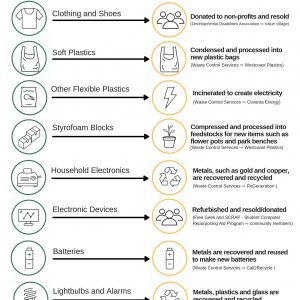 Clothing and Shoes
Donated to non-profits and resold
(Developmental Disabilities Association -> Value Village)
Soft Plastics
Condensed and processed into
new plastic bags
(Waste Control Services -> Westcoast Plastics)
Other Flexible Plastics
Incinerated to create electricity
(Waste Control Services -> Covanta Energy)
Styrofoam Blocks
Compressed and processed into
feedstocks for new items such as
flower pots and park benches
(Waste Control Services -> Westcoast Plastics)
Household Electronics
Metals, such as gold and copper,
are recovered and recycled
(Waste Control Services -> ReGeneration )
Electronic Devices
Refurbished and resold/donated
(Free Geek and SCRAP - Student Computer
Repurposing Aid Program -> community members)
Batteries
Metals are recovered and reused
to make new batteries
(Waste Control Services -> Call2Recycle )
Lightbulbs and Alarms
Metals, plastics and glass are
recovered and recycled